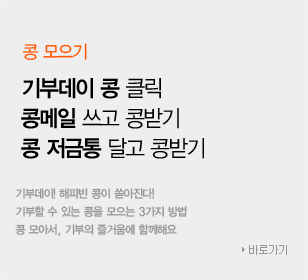 콩 모으기
기부데이 콩 클릭
콩메일 쓰고 콩받기
콩 저금통 달고 콩받기
기부데이! 해피빈 콩이 쏟아진다!
기부할 수 있는 콩을 모으는 3가지 방법
콩 모아서, 기부의 즐거움에 함께해요
바로가기